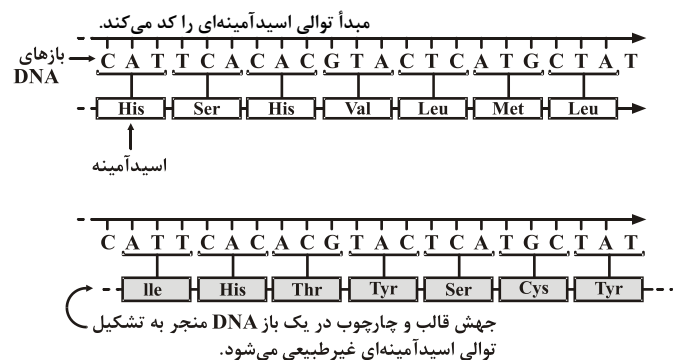 مبدأ توالی اسیدآمینه‌ای را کد می‌کند.
بازهای DNA
C A T T C A C A C G T A C T C A T G C T A T
His Ser His Val Leu Met Leu
اسیدآمینه
C A T T C A C A C G T A C T C A T G C T A T
Ile His Thr Tyr Ser Cys Tyr
جهش قالب و چارچوب در یک باز DNA منجر به تشکیل
توالی اسیدآمینه‌ای غیرطبیعی می‌شود.